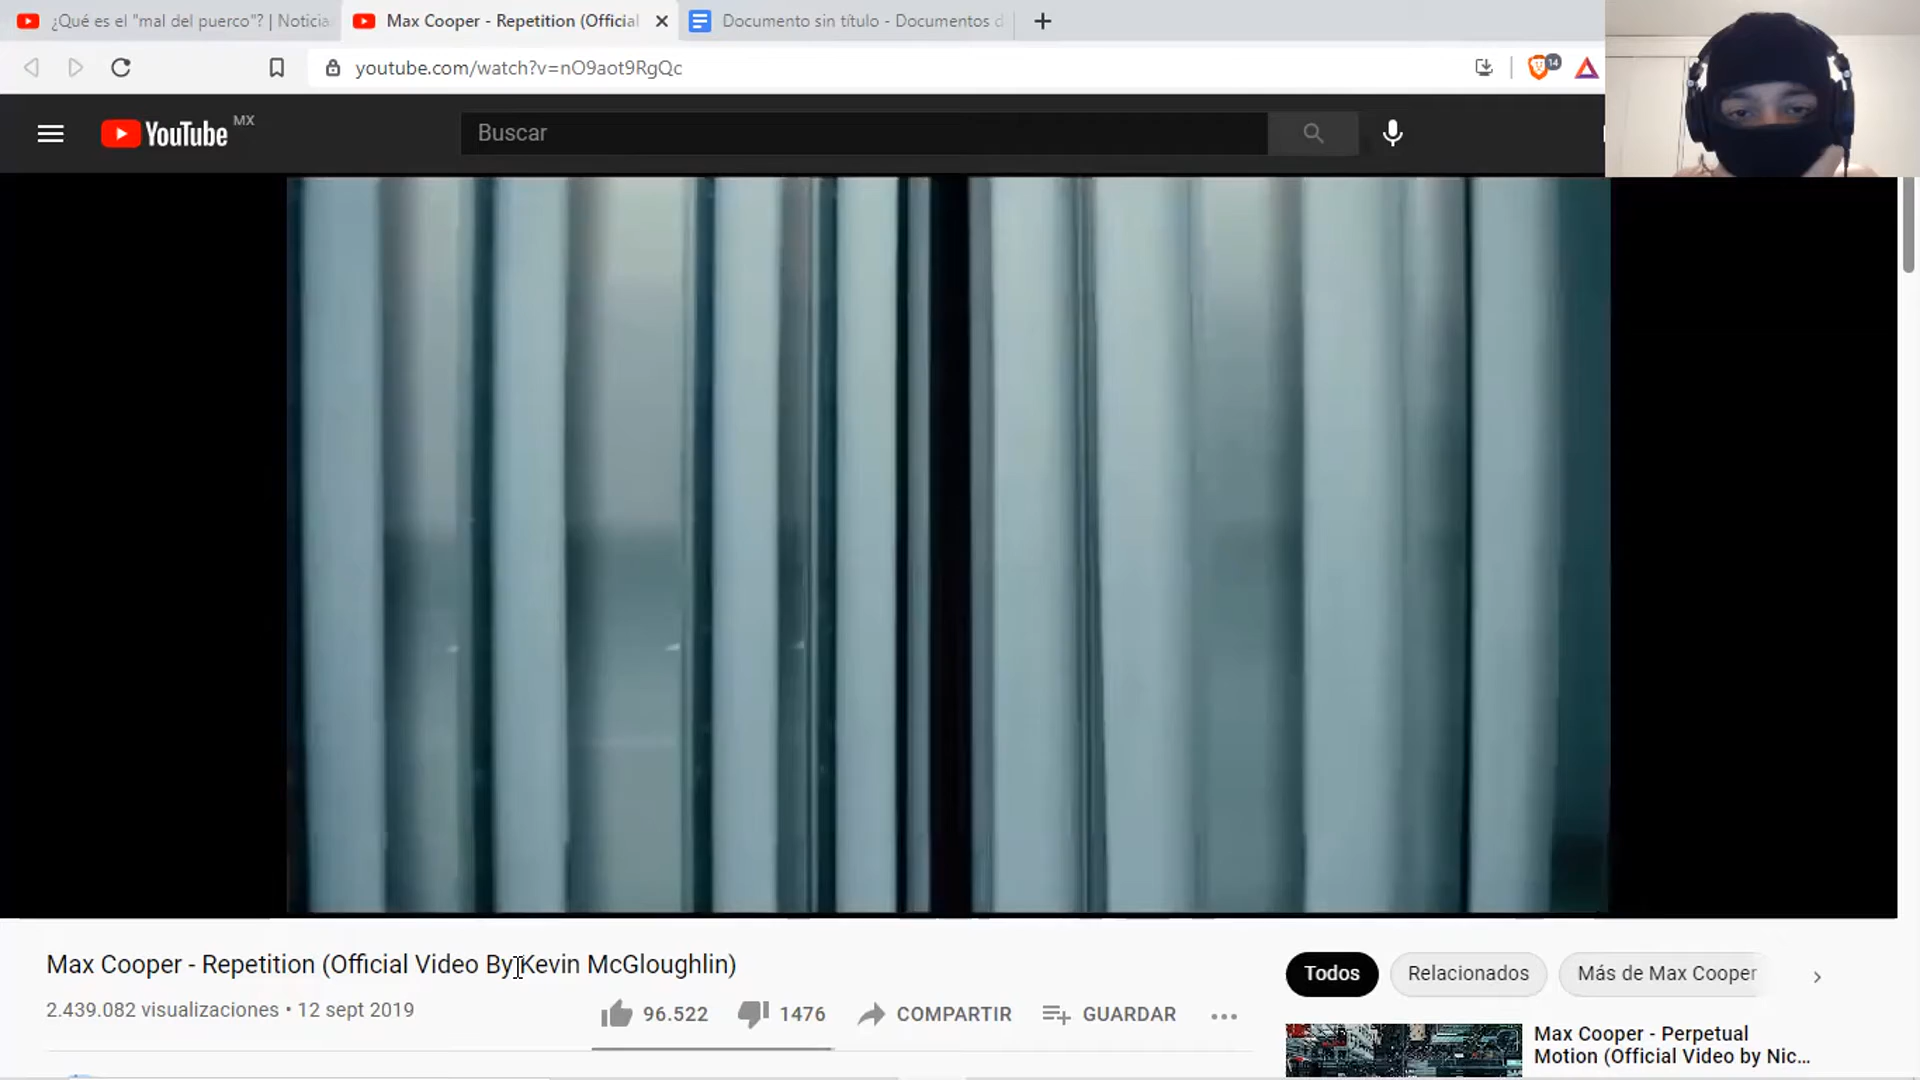 ¿Qué es el "mal del puerco"? | Noticia
Max Cooper - Repetition (Official
Documento sin título - Documentos d
youtube.com/watch?v=nO9aot9RgQc
14
YouTube MX
Buscar
Max Cooper - Repetition (Official Video By Kevin McGloughlin)
2.439.082 visualizaciones • 12 sept 2019
96.522
1476
COMPARTIR
GUARDAR
Todos
Relacionados
Más de Max Cooper
Max Cooper - Perpetual
Motion (Official Video by Nic...